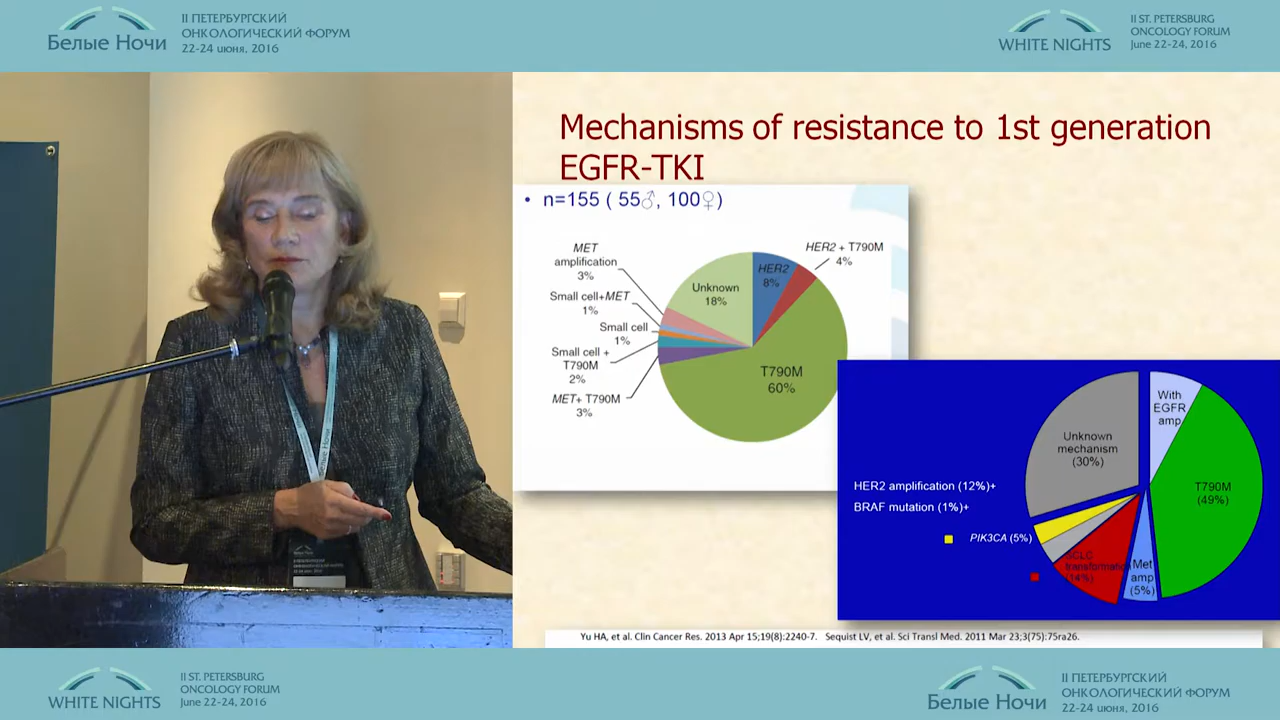 Белые Ночи
II ПЕТЕРБУРГСКИЙ
ОНКОЛОГИЧЕСКИЙ ФОРУМ
22-24 июня, 2016
WHITE NIGHTS
II ST. PETERSBURG
ONCOLOGY FORUM
June 22-24, 2016
Mechanisms of resistance to 1st generation
EGFR-TKI
• n=155 ( 55♂, 100♀)
MET
amplification
3%
Small cell+MET
1%
Small cell
1%
Small cell +
T790M
2%
MET+ T790M
3%
Unknown
18%
HER2
8%
HER2 + T790M
4%
T790M
60%
HER2 amplification (12%)+
BRAF mutation (1%)+
PIK3CA (5%)
Unknown
mechanism
(30%)
With
EGFR
amp
T790M
(49%)
SCLC
transformation
(14%)
Met
amp
(5%)
Yu HA, et al. Clin Cancer Res. 2013 Apr 15;19(8):2240-7. Sequist LV, et al. Sci Transl Med. 2011 Mar 23;3(75):75ra26.
WHITE NIGHTS
II ST. PETERSBURG
ONCOLOGY FORUM
June 22-24, 2016
Белые Ночи
II ПЕТЕРБУРГСКИЙ
ОНКОЛОГИЧЕСКИЙ ФОРУМ
22-24 июня, 2016